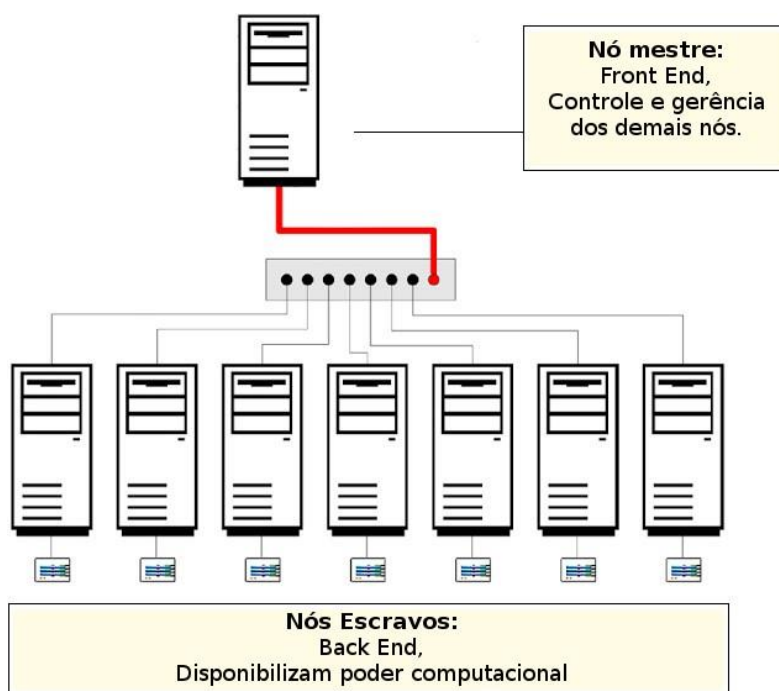 Nó mestre:
Front End,
Controle e gerência
dos demais nós.
Nós Escravos:
Back End,
Disponibilizam poder computacional